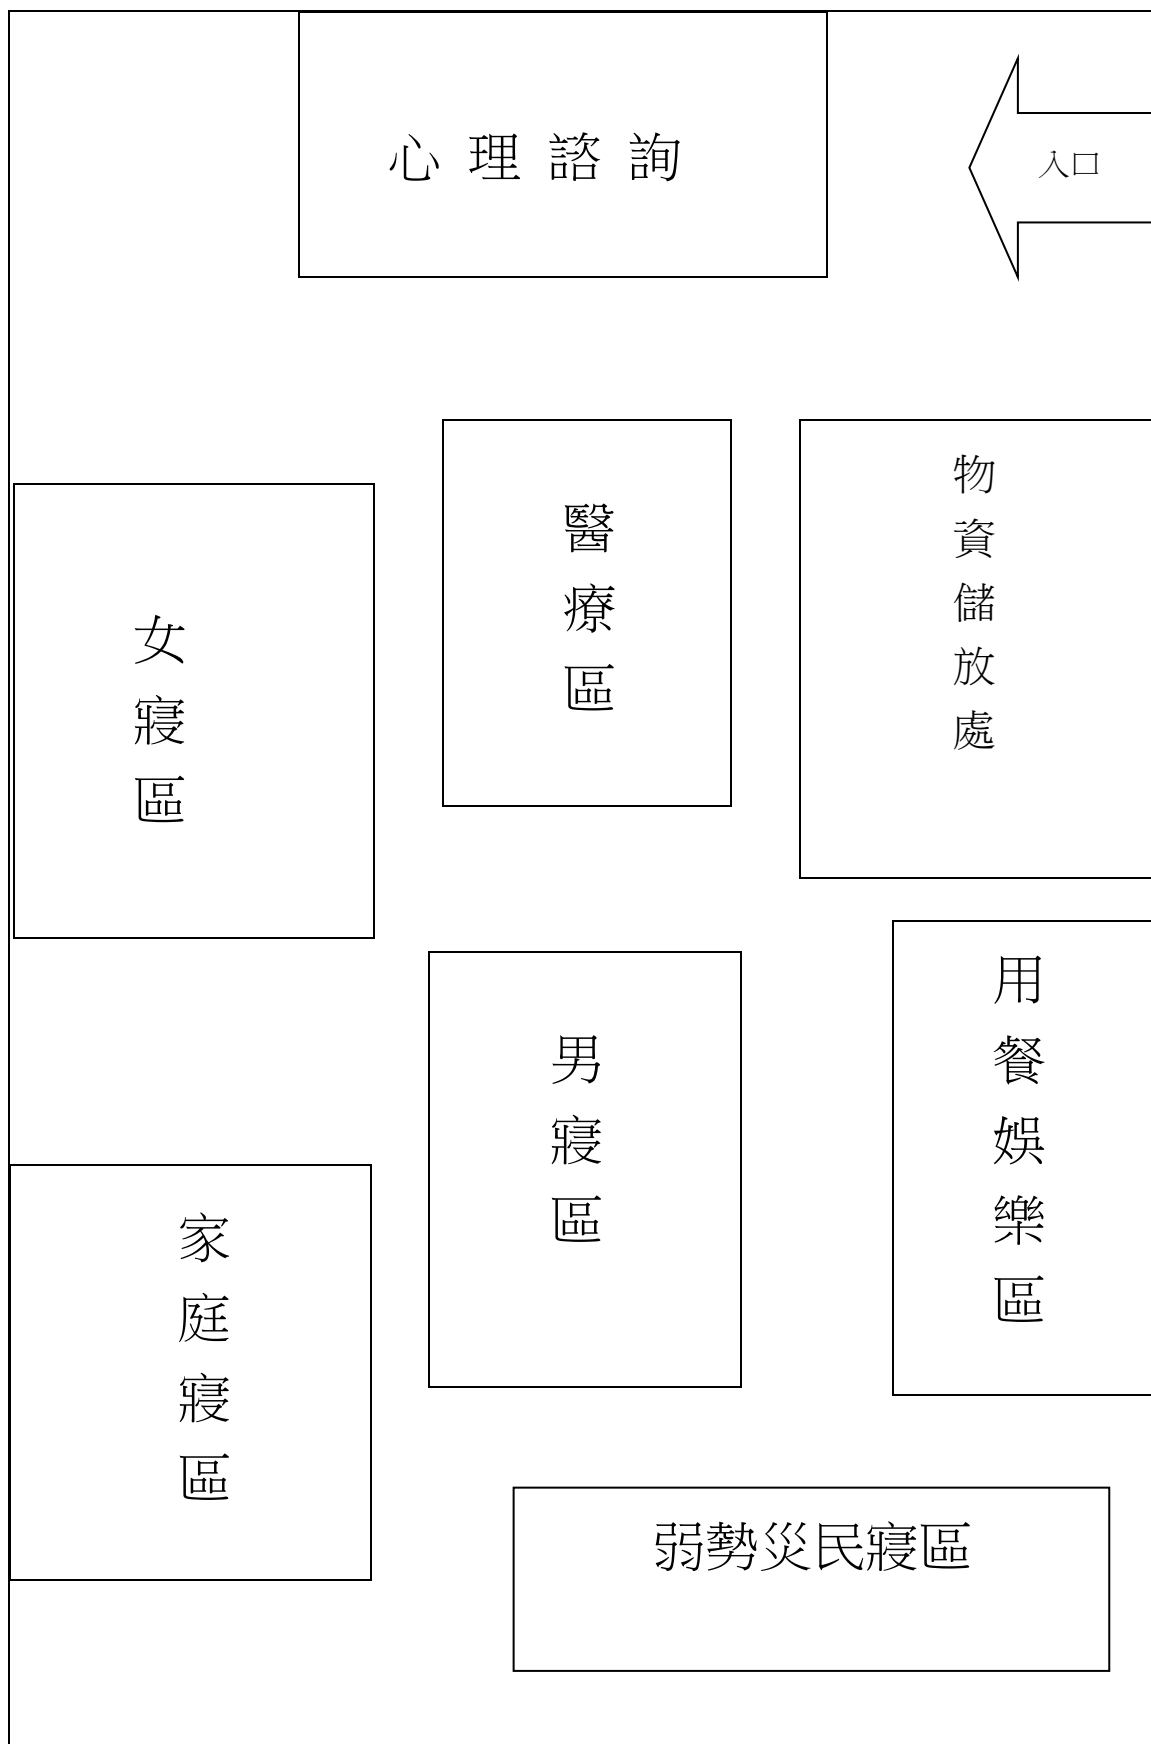 心理諮詢
入口
物資儲放處
醫療區
女寢區
用餐娛樂區
男寢區
家庭寢區
弱勢災民寢區